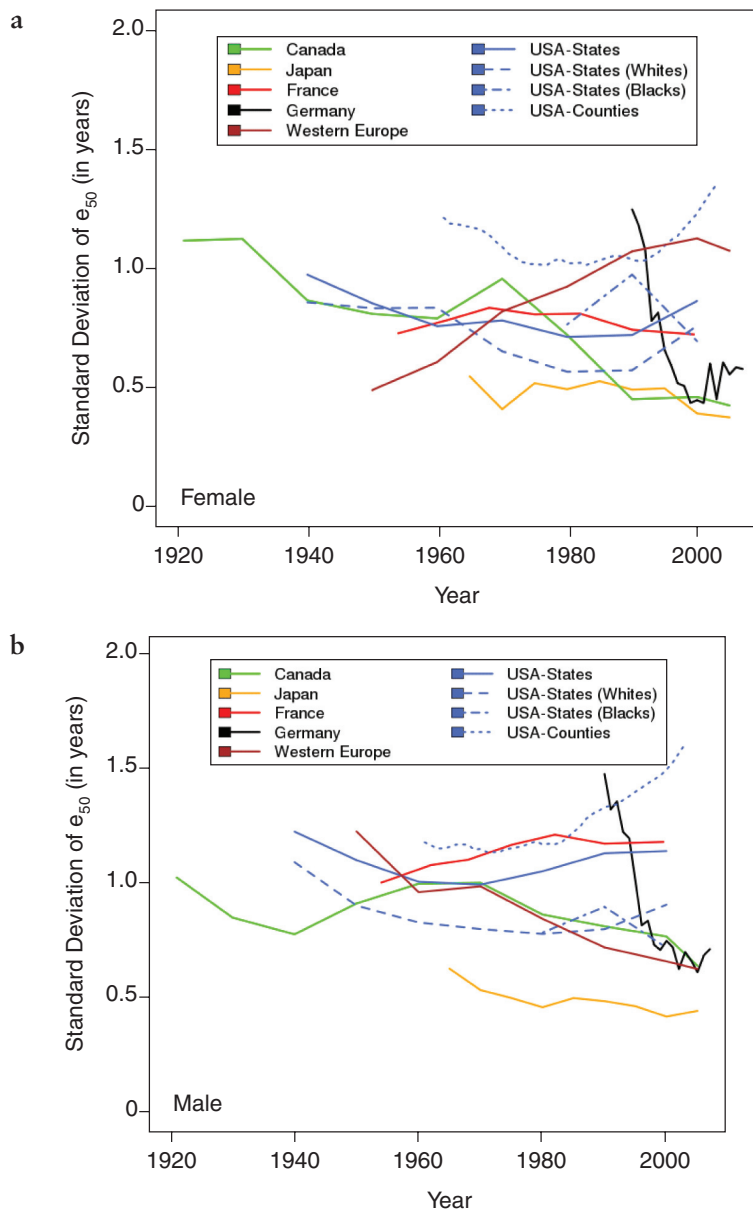 a
2.0
Canada
Japan
France
Germany
Western Europe
USA-States
USA-States (Whites)
USA-States (Blacks)
USA-Counties
1.5
1.0
0.5
0
Standard Deviation of e50 (in years)
Female
1920 1940 1960 1980 2000
Year
b
2.0
Canada
Japan
France
Germany
Western Europe
USA-States
USA-States (Whites)
USA-States (Blacks)
USA-Counties
1.5
1.0
0.5
0
Standard Deviation of e50 (in years)
Male
1920 1940 1960 1980 2000
Year